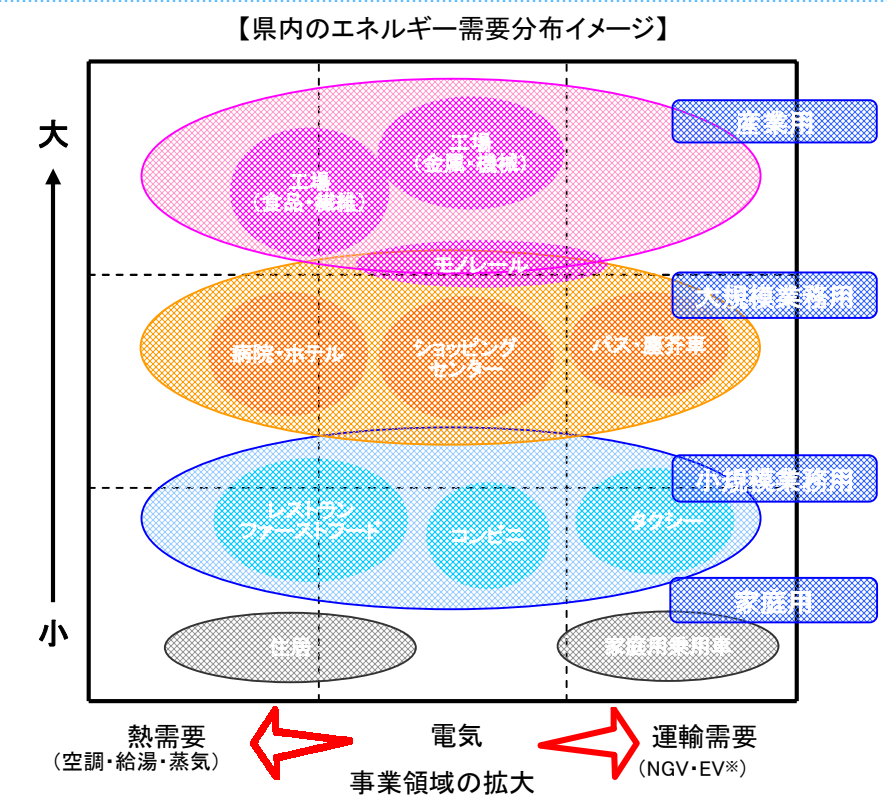 【県内のエネルギー需要分布イメージ】
大
産業用
工場
（金属・機械）
工場
（食品・繊維）
モノレール
大規模業務用
病院・ホテル
ショッピング
センター
バス・塵芥車
小規模業務用
レストラン
ファーストフード
コンビニ
タクシー
家庭用
小
住居
家庭用乗用車
熱需要
（空調・給湯・蒸気）
電気
運輸需要
（NGV・EV※）
事業領域の拡大